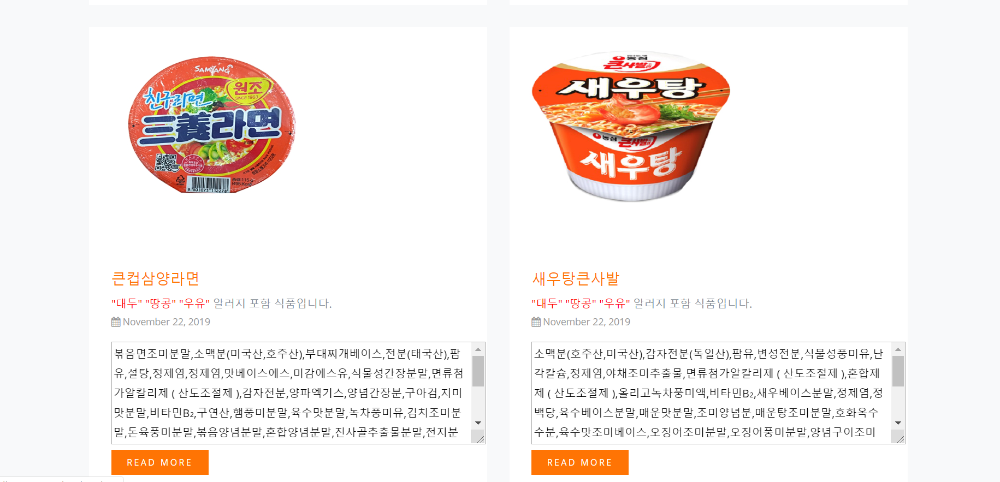 SAMYANG
원조
SINCE 1963
친구라면
三養라면
HACCP
중량:115 g
(495 Kcal)
8 801073 112278
농심
큰사발면
새우탕
농심
큰사발면
새우탕
큰컵삼양라면
"대두" "땅콩" "우유" 알러지 포함 식품입니다.
November 22, 2019
볶음면조미분말,소맥분(미국산,호주산),부대찌개베이스,전분(태국산),팜
유,설탕,정제염,정제염,맛베이스에스,미감에스유,식물성간장분말,면류첨
가알칼리제 ( 산도조절제 ),감자전분,양파엑기스,양념간장분,구아검,지미
맛분말,비타민B₂,구연산,햄풍미분말,육수맛분말,녹차풍미유,김치조미분
말,돈육풍미분말,볶음양념분말,혼합양념분말,진사골추출물분말,전지분
READ MORE
새우탕큰사발
"대두" "땅콩" "우유" 알러지 포함 식품입니다.
November 22, 2019
소맥분(호주산,미국산),감자전분(독일산),팜유,변성전분,식물성풍미유,난
각칼슘,정제염,야채조미추출물,면류첨가알칼리제 ( 산도조절제 ),혼합제
제 ( 산도조절제 ),올리고녹차풍미액,비타민B₂,새우베이스분말,정제염,정
백당,육수베이스분말,매운맛분말,조미양념분,매운탕조미분말,호화옥수
수분,육수맛조미베이스,오징어조미분말,오징어풍미분말,양념구이조미
READ MORE